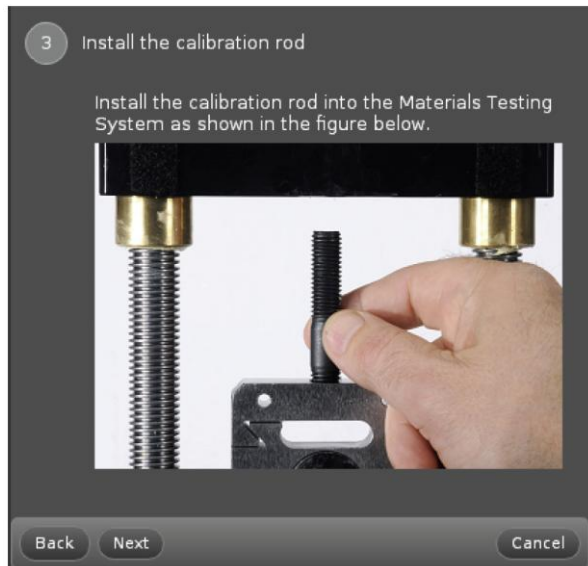 3 Install the calibration rod
Install the calibration rod into the Materials Testing
System as shown in the figure below.
Back Next Cancel